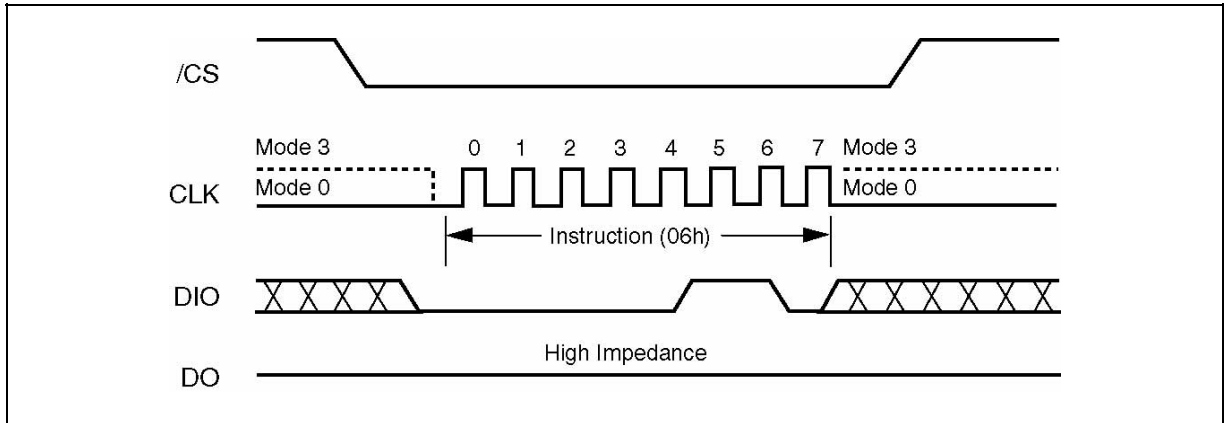 /CS
Mode 3 0 1 2 3 4 5 6 7 Mode 3
CLK Mode 0 Mode 0
Instruction (06h)
DIO
High Impedance
DO